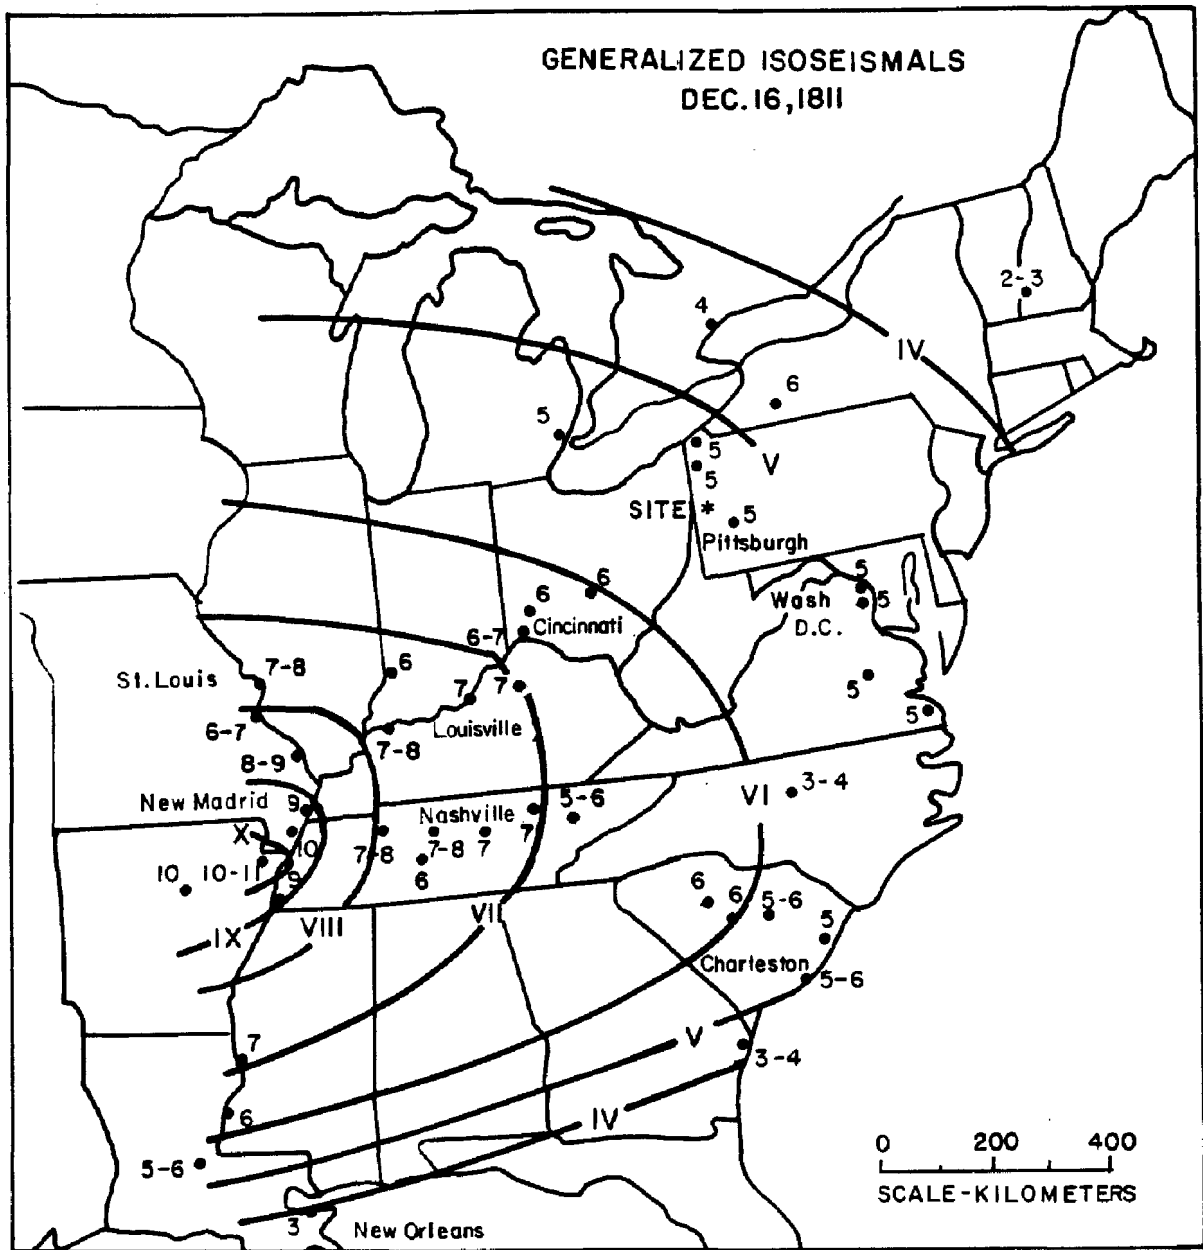 GENERALIZED ISOSEISMALS
DEC. 16, 1811
2-3
4
IV
6
5
5
V
5
SITE *
5
Pittsburgh
6
5
6
Wash
5
D.C.
6-7
Cincinnati
St. Louis
7-8
6
7
7
5
5
6-7
Louisville
7-8
8-9
New Madrid
9
5-6
VI
3-4
Nashville
X
10
7-8
7-8
7
7
10
10-11
9
6
6
6
5-6
VII
5
IX
VIII
Charleston
5-6
V
7
3-4
IV
6
5-6
0 200 400
SCALE-KILOMETERS
3
New Orleans